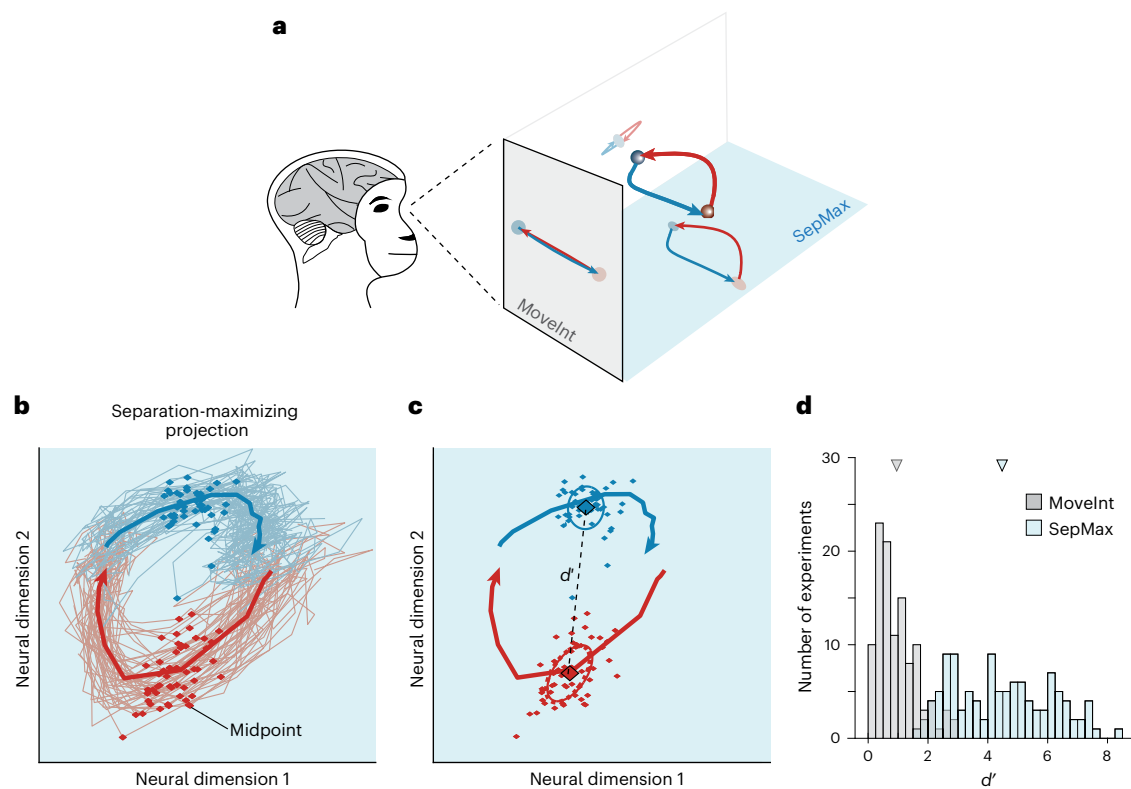 a
SepMax
MoveInt
b
Separation-maximizing
projection
Neural dimension 2
Midpoint
Neural dimension 1
c
Neural dimension 2
d′
Neural dimension 1
d
Number of experiments
30
20
10
0
MoveInt
SepMax
0 2 4 6 8
d′